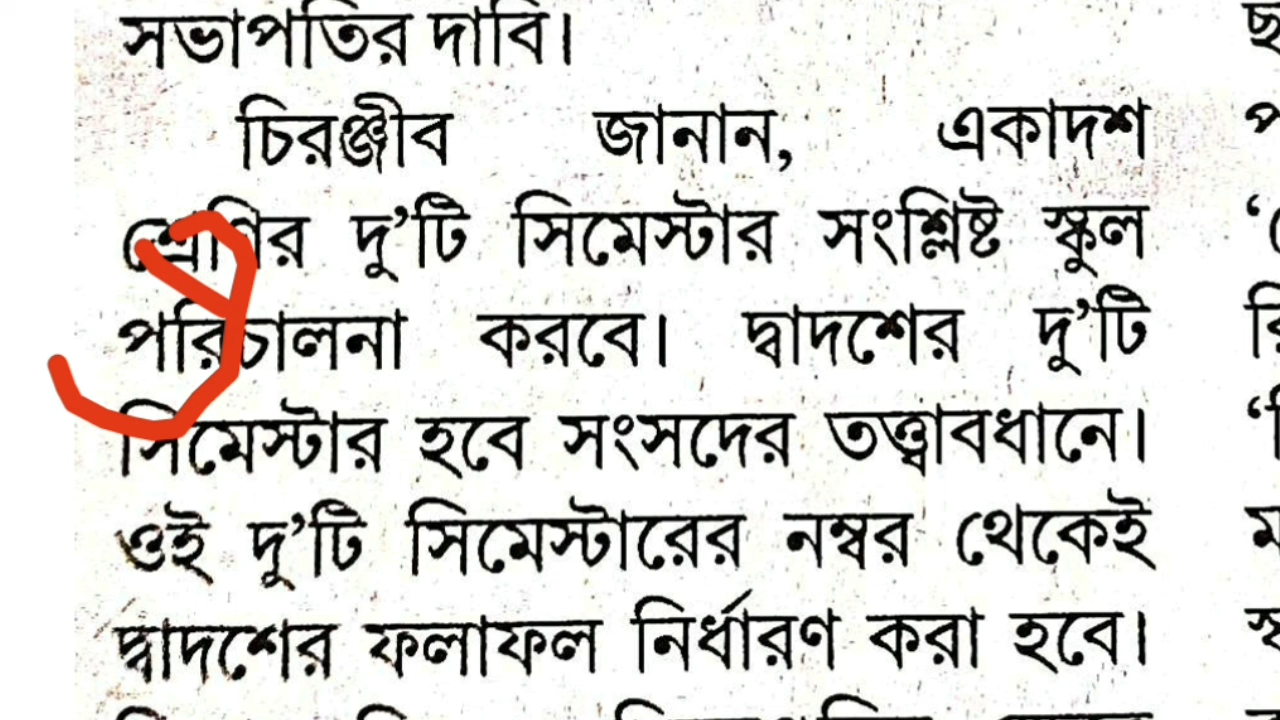 সভাপতির দাবি।
চিরঞ্জীব জানান, একাদশ
শ্রেণির দু'টি সিমেস্টার সংশ্লিষ্ট স্কুল
পরিচালনা করবে। দ্বাদশের দু'টি
সিমেস্টার হবে সংসদের তত্ত্বাবধানে।
ওই দু'টি সিমেস্টারের নম্বর থেকেই
দ্বাদশের ফলাফল নির্ধারণ করা হবে।